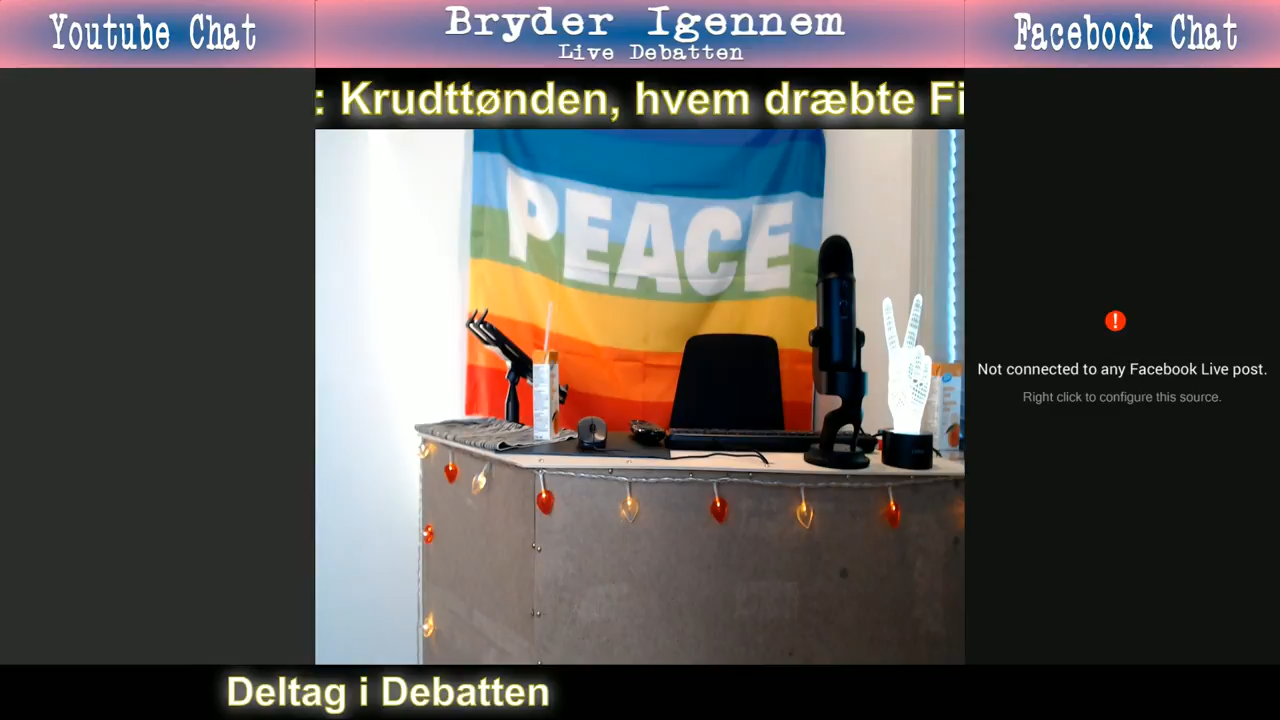 Youtube Chat
Bryder Igennem
Live Debatten
Facebook Chat
: Krudttønden, hvem dræbte Fi
PEACE
Not connected to any Facebook Live post.
Right click to configure this source.
Deltag i Debatten